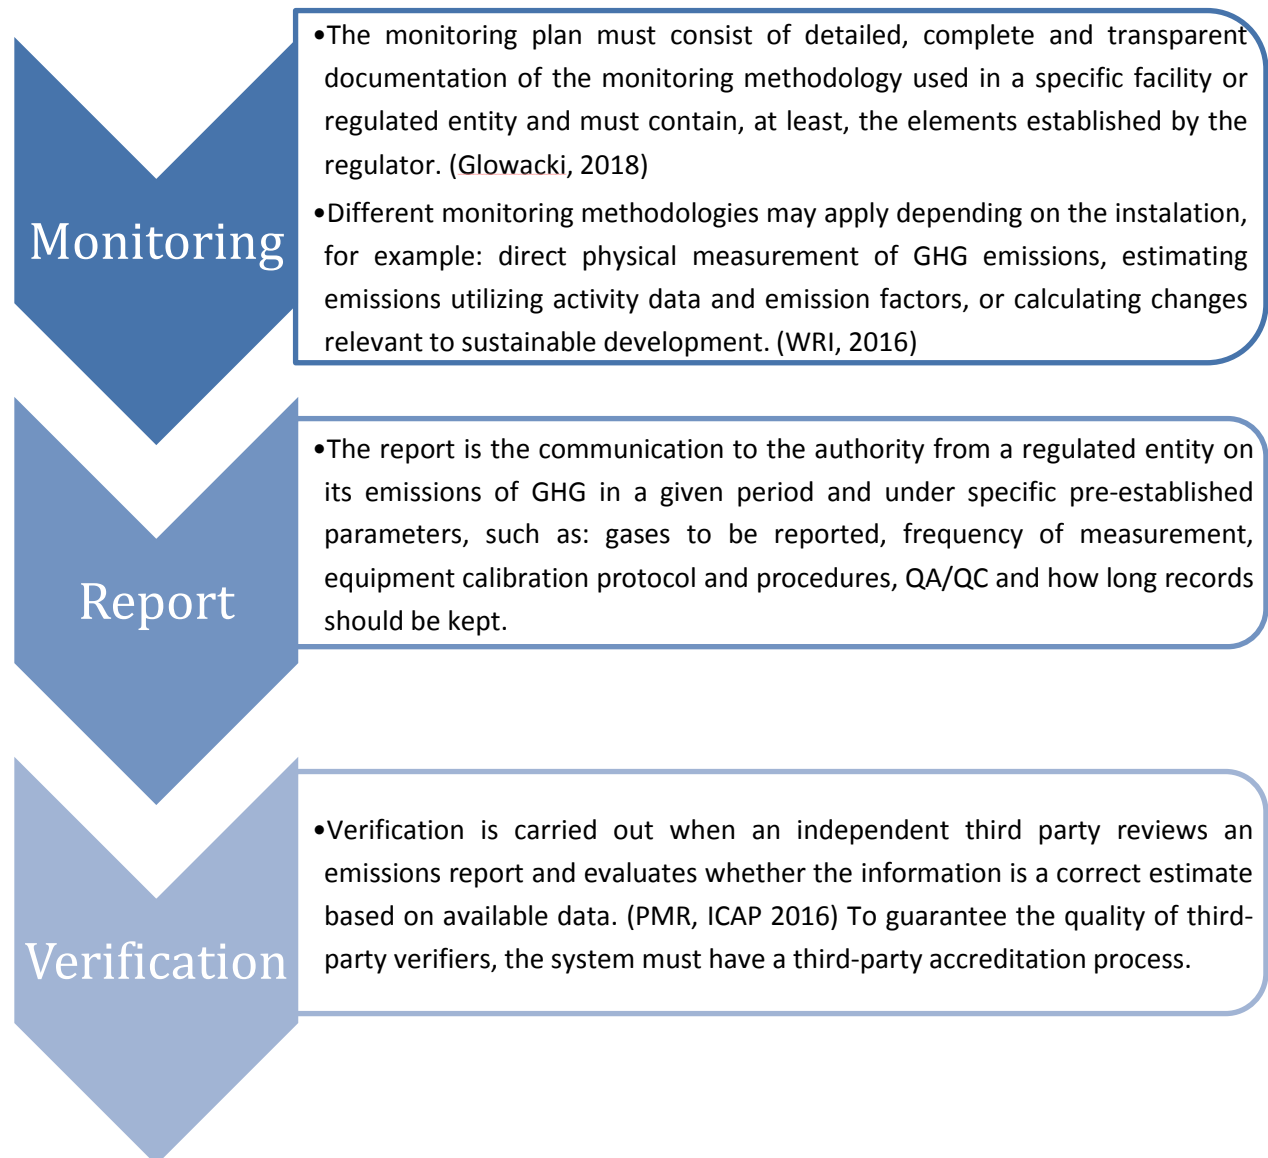 Monitoring
•The monitoring plan must consist of detailed, complete and transparent
documentation of the monitoring methodology used in a specific facility or
regulated entity and must contain, at least, the elements established by the
regulator. (Glowacki, 2018)
•Different monitoring methodologies may apply depending on the instalation,
for example: direct physical measurement of GHG emissions, estimating
emissions utilizing activity data and emission factors, or calculating changes
relevant to sustainable development. (WRI, 2016)
Report
•The report is the communication to the authority from a regulated entity on
its emissions of GHG in a given period and under specific pre-established
parameters, such as: gases to be reported, frequency of measurement,
equipment calibration protocol and procedures, QA/QC and how long records
should be kept.
Verification
•Verification is carried out when an independent third party reviews an
emissions report and evaluates whether the information is a correct estimate
based on available data. (PMR, ICAP 2016) To guarantee the quality of third-
party verifiers, the system must have a third-party accreditation process.